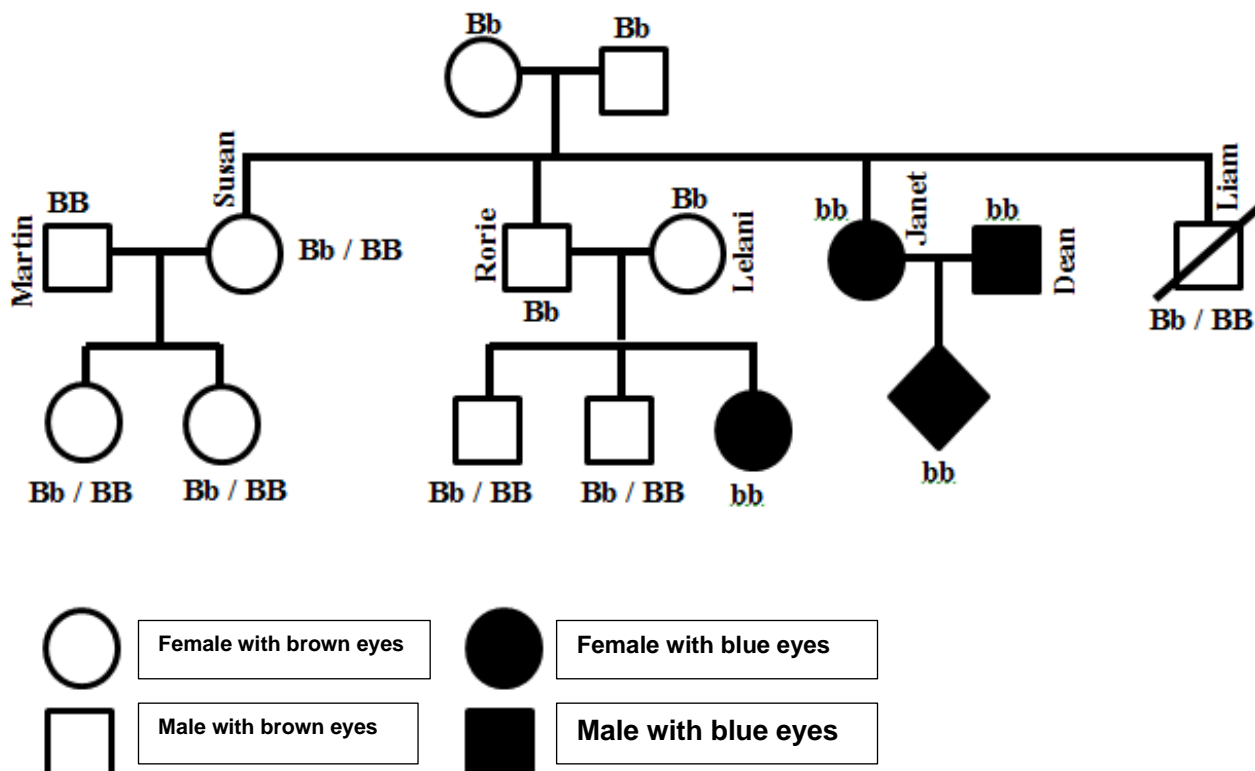 Bb
Bb
Susan
Liam
Martin
BB
Bb / BB
Rorie
Bb
Lelani
Bb
bb
Janet
bb
Dean
Bb / BB
Bb / BB
Bb / BB
Bb / BB
Bb / BB
bb
bb
Female with brown eyes
Female with blue eyes
Male with brown eyes
Male with blue eyes